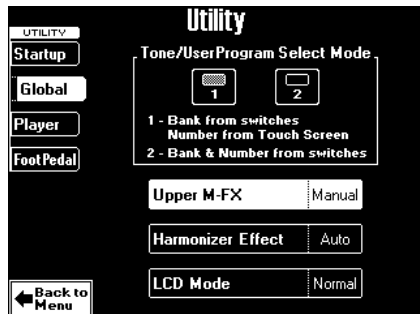 Utility
UTILITY
Startup
Global
Player
FootPedal
Tone/UserProgram Select Mode
1
2
1 - Bank from switches
Number from Touch Screen
2 - Bank & Number from switches
Upper M-FX Manual
Harmonizer Effect Auto
LCD Mode Normal
Back to
Menu